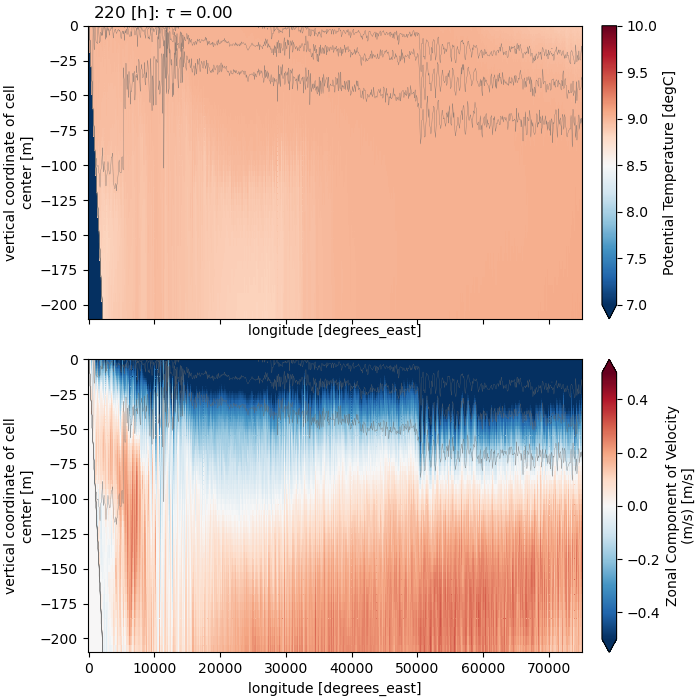 220 [h]: τ = 0.00
0
−25
−50
−75
−100
−125
−150
−175
−200
vertical coordinate of cell
center [m]
longitude [degrees_east]
10.0
9.5
9.0
8.5
8.0
7.5
7.0
Potential Temperature [degC]
0
−25
−50
−75
−100
−125
−150
−175
−200
vertical coordinate of cell
center [m]
0 10000 20000 30000 40000 50000 60000 70000
longitude [degrees_east]
0.4
0.2
0.0
−0.2
−0.4
Zonal Component of Velocity
(m/s) [m/s]